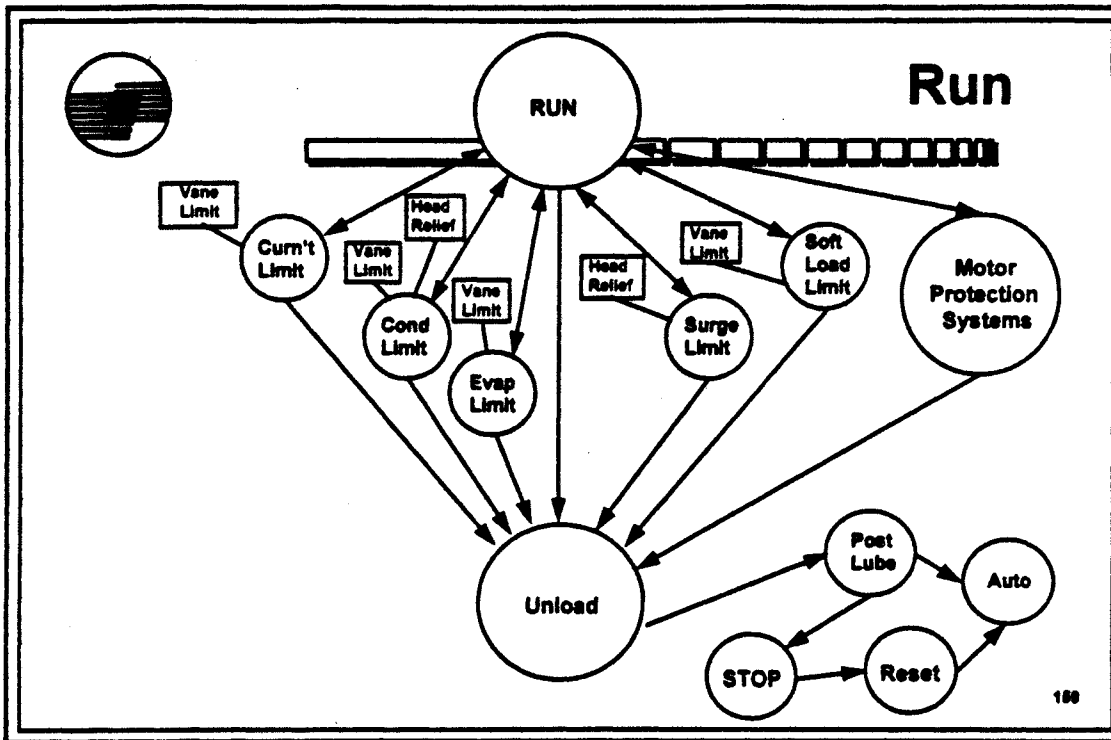 Run
RUN
Vane
Limit
Curn't
Limit
Head
Relief
Vane
Limit
Cond
Limit
Vane
Limit
Evap
Limit
Head
Relief
Surge
Limit
Vane
Limit
Soft
Load
Limit
Motor
Protection
Systems
Unload
Post
Lube
Auto
STOP
Reset